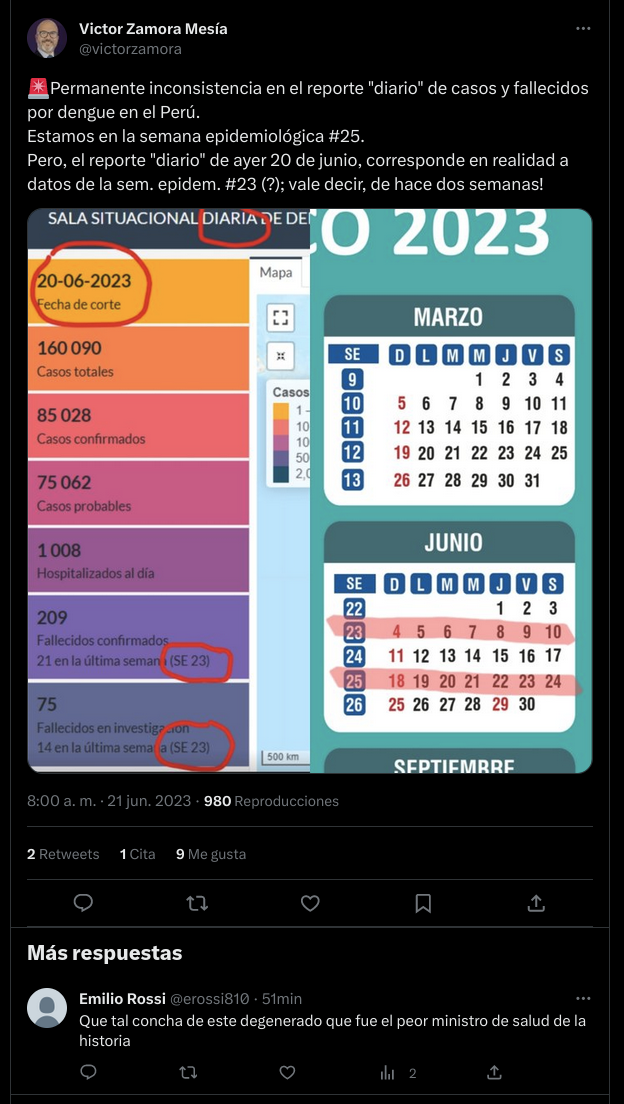 Victor Zamora Mesía
@victorzamora
🚨Permanente inconsistencia en el reporte "diario" de casos y fallecidos
por dengue en el Perú.
Estamos en la semana epidemiológica #25.
Pero, el reporte "diario" de ayer 20 de junio, corresponde en realidad a
datos de la sem. epidem. #23 (?); vale decir, de hace dos semanas!
SALA SITUACIONAL DIARIA DE DE
20-06-2023
Fecha de corte
160 090
Casos totales
85 028
Casos confirmados
75 062
Casos probables
1 008
Hospitalizados al día
209
Fallecidos confirmados
21 en la última semana (SE 23)
75
Fallecidos en investigación
14 en la última semana (SE 23)
Mapa
Casos
1 -
10
10
50
2,0
500 km
CO 2023
MARZO
SE D L M M J V S
9 1 2 3 4
10 5 6 7 8 9 10 11
11 12 13 14 15 16 17 18
12 19 20 21 22 23 24 25
13 26 27 28 29 30 31
JUNIO
SE D L M M J V S
22 1 2 3
23 4 5 6 7 8 9 10
24 11 12 13 14 15 16 17
25 18 19 20 21 22 23 24
26 25 26 27 28 29 30
SEPTIEMBRE
8:00 a. m. · 21 jun. 2023 · 980 Reproducciones
2 Retweets 1 Cita 9 Me gusta
Más respuestas
Emilio Rossi @erossi810 · 51min
Que tal concha de este degenerado que fue el peor ministro de salud de la
historia
2